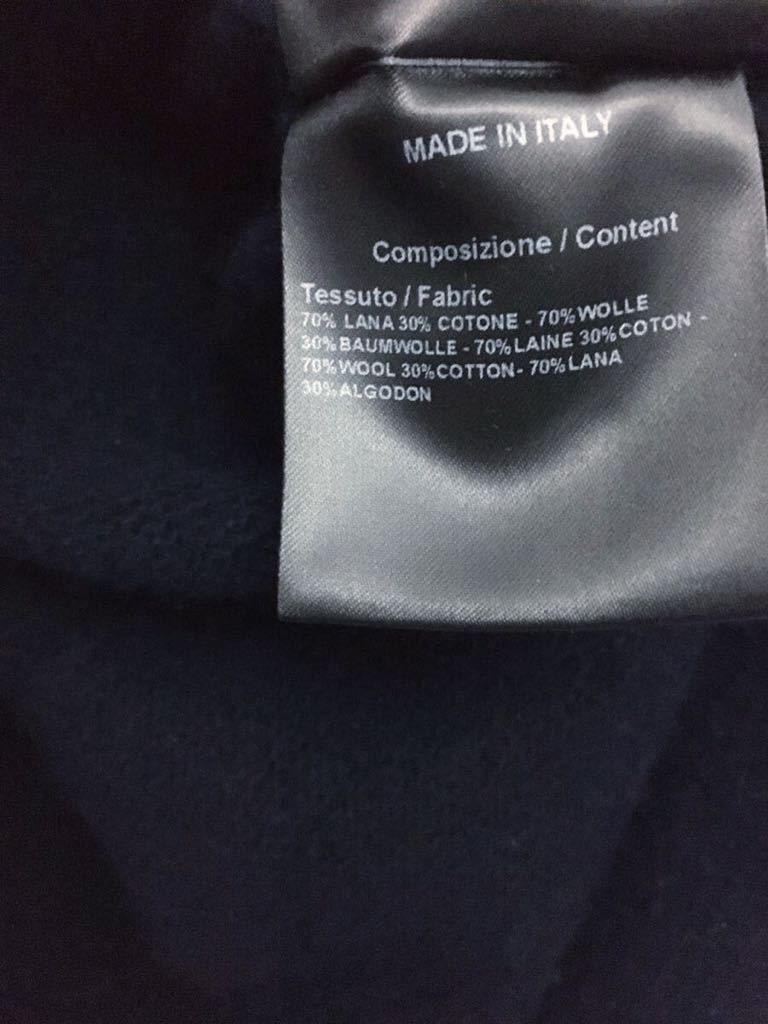 MADE IN ITALY
Composizione / Content
Tessuto / Fabric
70% LANA 30% COTONE - 70% WOLLE
30% BAUMWOLLE - 70% LAINE 30% COTON -
70% WOOL 30% COTTON- 70% LANA
30% ALGODON